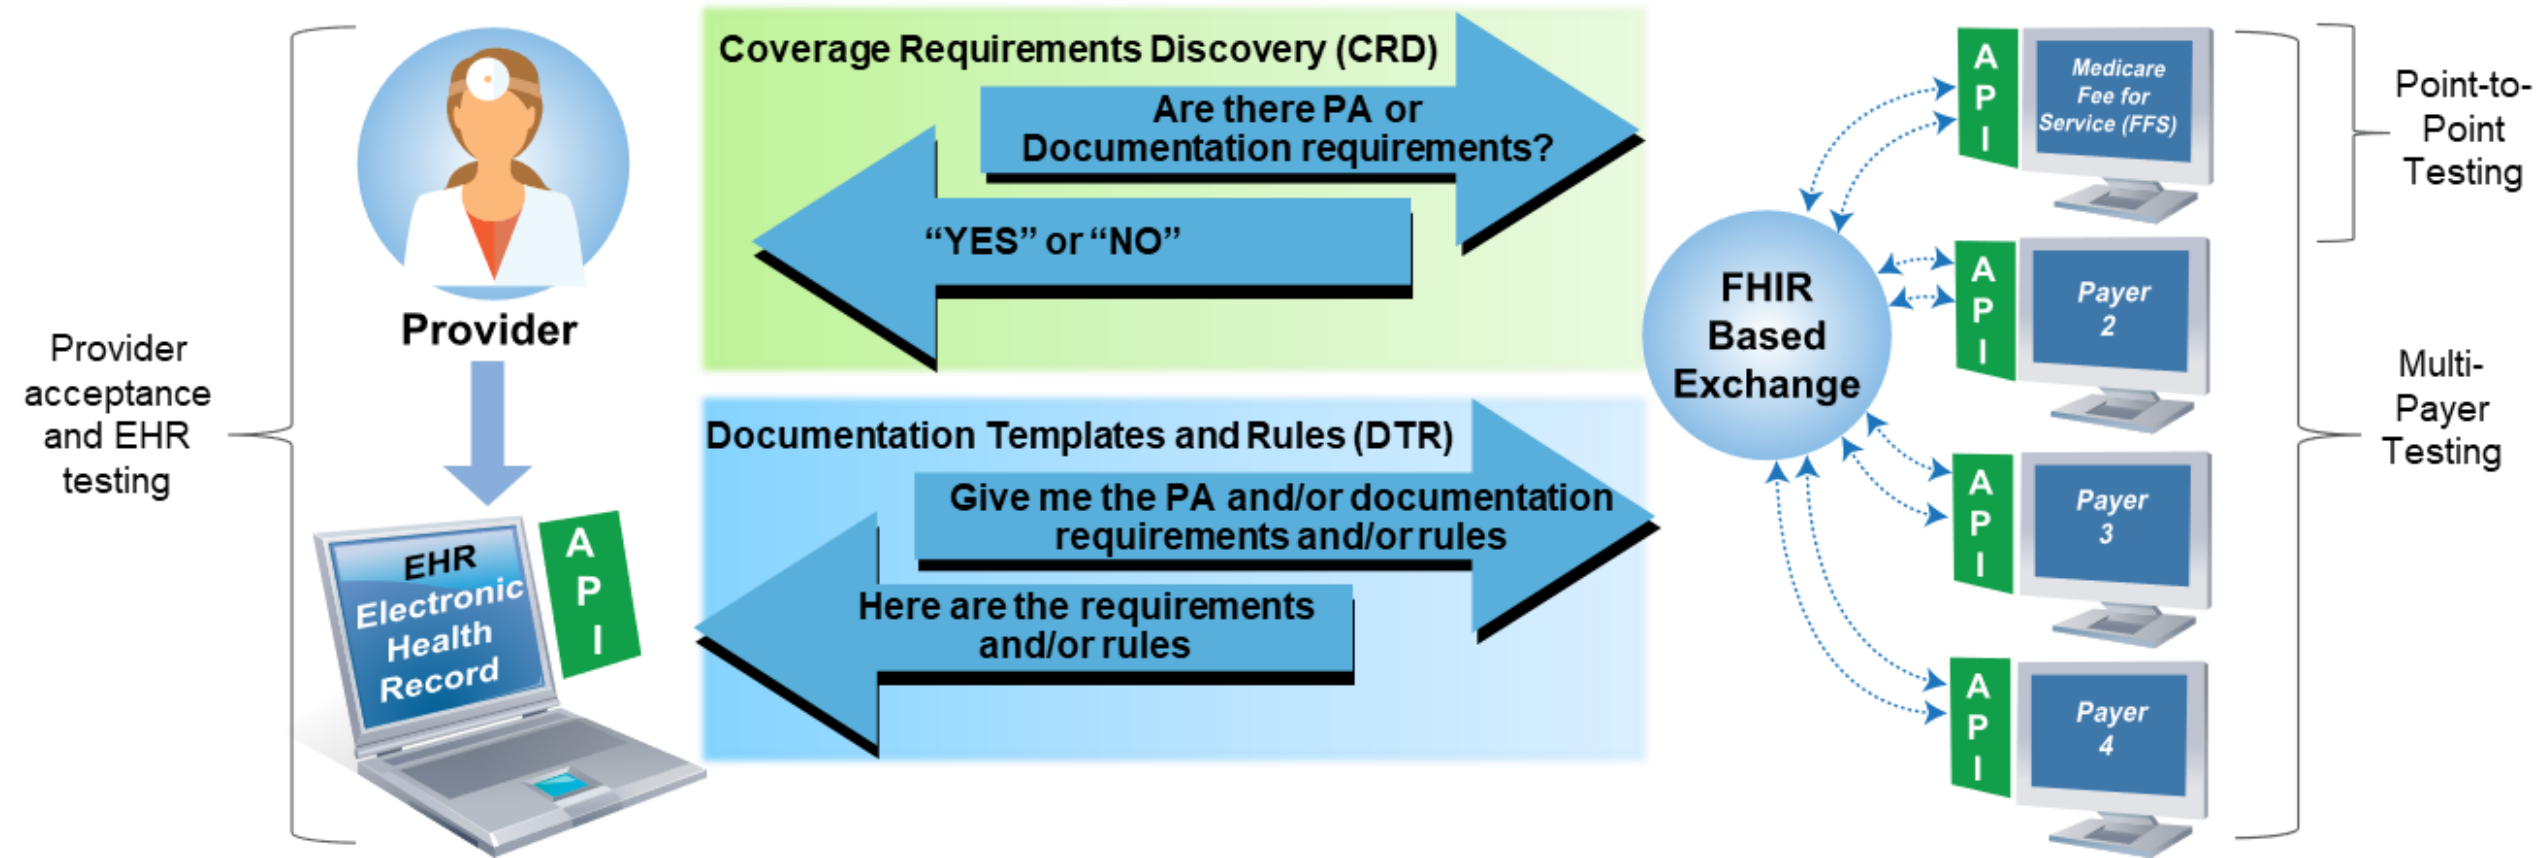 Provider
acceptance
and EHR
testing
Provider
EHR
Electronic
Health
Record
A
P
I
Coverage Requirements Discovery (CRD)
Are there PA or
Documentation requirements?
“YES” or “NO”
Documentation Templates and Rules (DTR)
Give me the PA and/or documentation
requirements and/or rules
Here are the requirements
and/or rules
FHIR
Based
Exchange
A
P
I
Medicare
Fee for
Service (FFS)
A
P
I
Payer
2
A
P
I
Payer
3
A
P
I
Payer
4
Point-to-
Point
Testing
Multi-
Payer
Testing